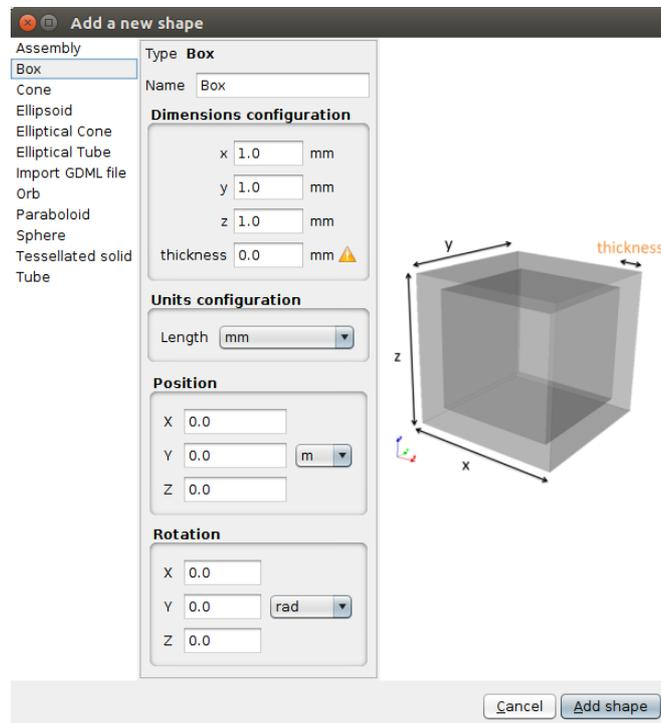 Add a new shape
Assembly
Box
Cone
Ellipsoid
Elliptical Cone
Elliptical Tube
Import GDML file
Orb
Paraboloid
Sphere
Tessellated solid
Tube
Type Box
Name Box
Dimensions configuration
x 1.0 mm
y 1.0 mm
z 1.0 mm
thickness 0.0 mm
Units configuration
Length mm
Position
X 0.0
Y 0.0 m
Z 0.0
Rotation
X 0.0
Y 0.0 rad
Z 0.0
y
thickness
z
x
Cancel Add shape